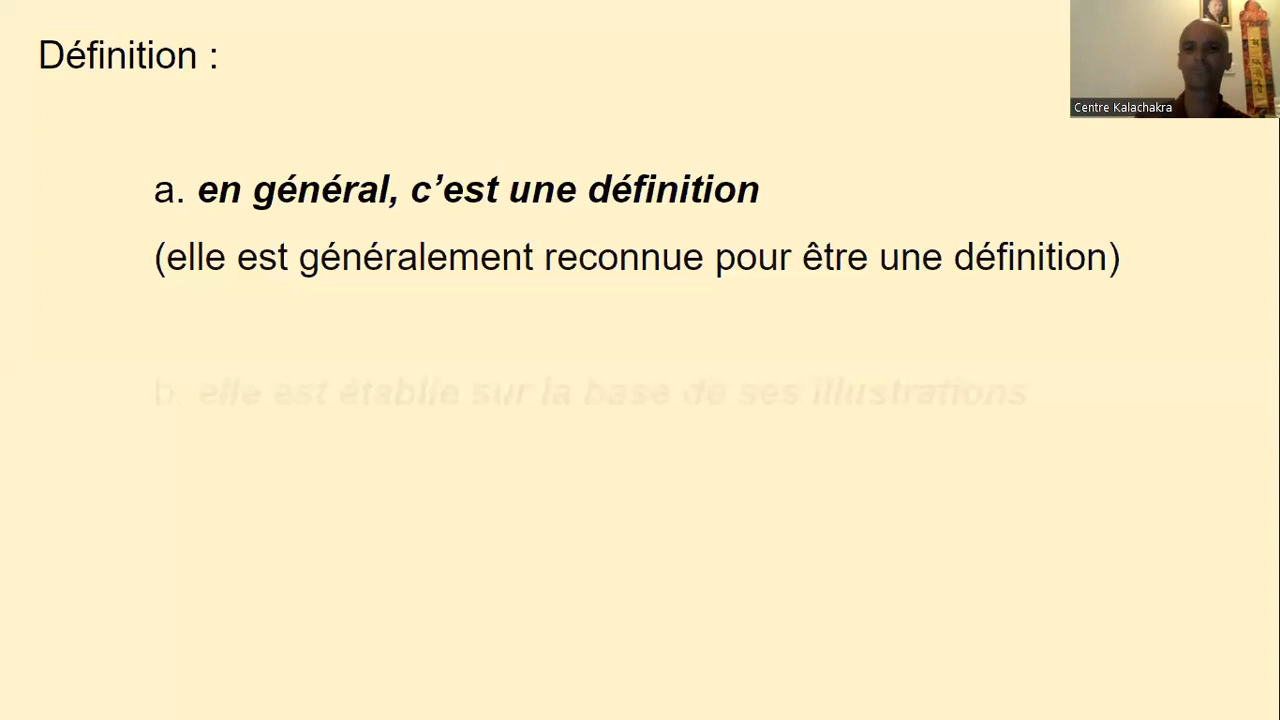 Définition :
Centre Kalachakra
a. en général, c’est une définition
(elle est généralement reconnue pour être une définition)
b. elle est établie sur la base de ses illustrations